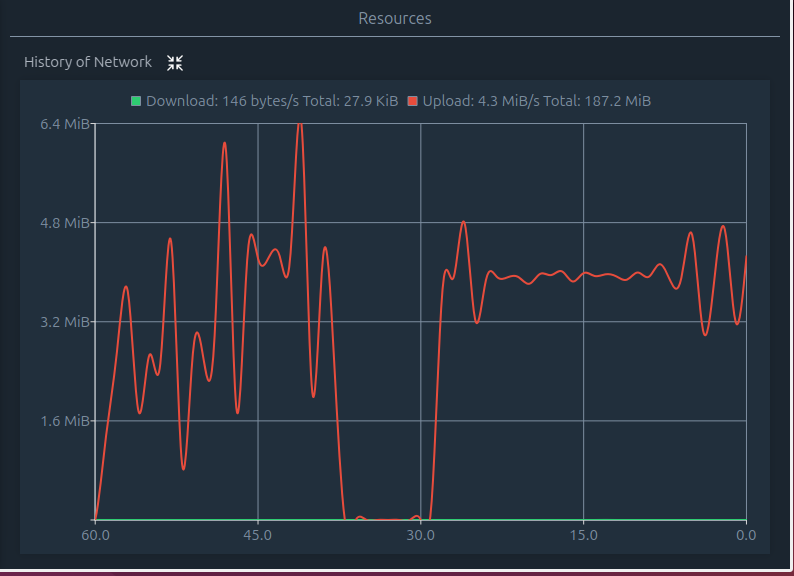 Resources
History of Network
Download: 146 bytes/s Total: 27.9 KiB Upload: 4.3 MiB/s Total: 187.2 MiB
6.4 MiB
4.8 MiB
3.2 MiB
1.6 MiB
60.0 45.0 30.0 15.0 0.0